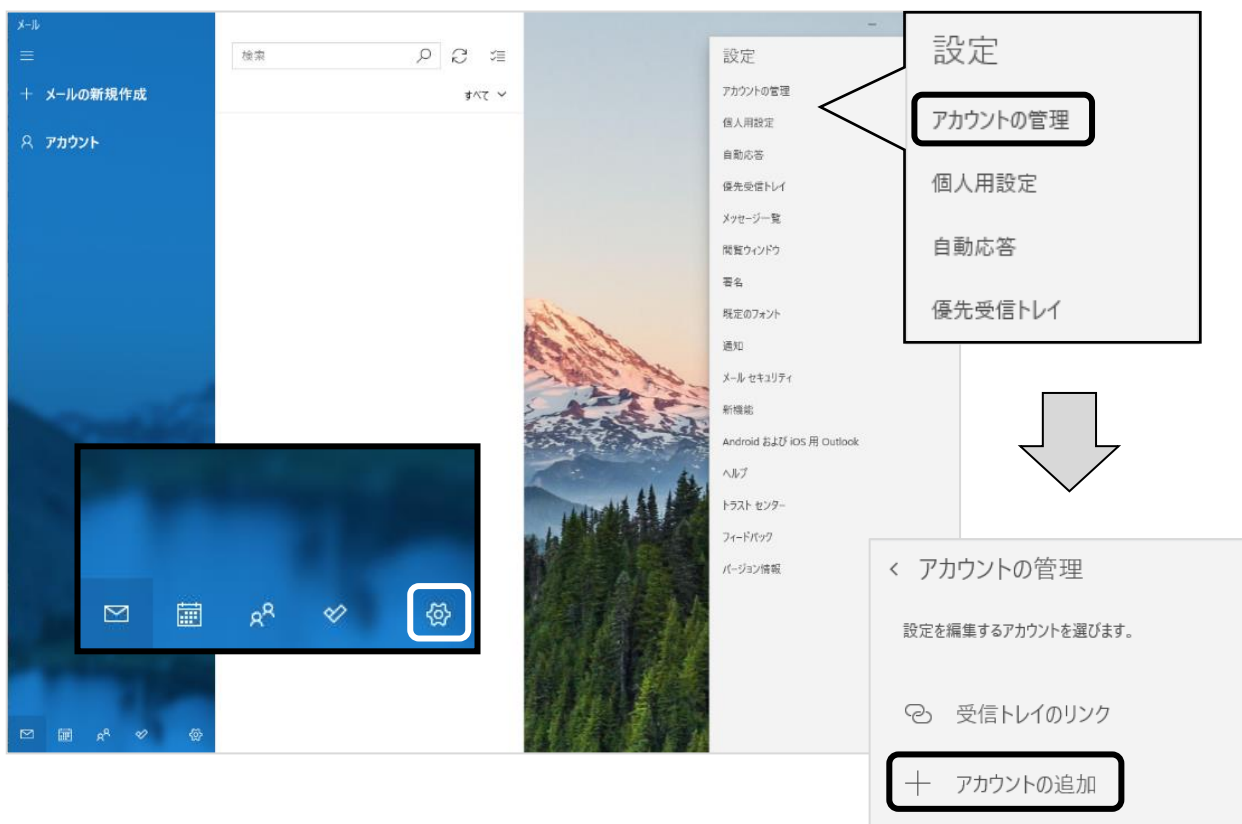 メール
検索
+ メールの新規作成
すべて
アカウント
設定
アカウントの管理
個人用設定
自動応答
優先受信トレイ
メッセージ一覧
閲覧ウィンドウ
署名
既定のフォント
通知
メール セキュリティ
新機能
Android および iOS 用 Outlook
ヘルプ
トラスト センター
フィードバック
バージョン情報
設定
アカウントの管理
個人用設定
自動応答
優先受信トレイ
< アカウントの管理
設定を編集するアカウントを選びます。
受信トレイのリンク
+ アカウントの追加